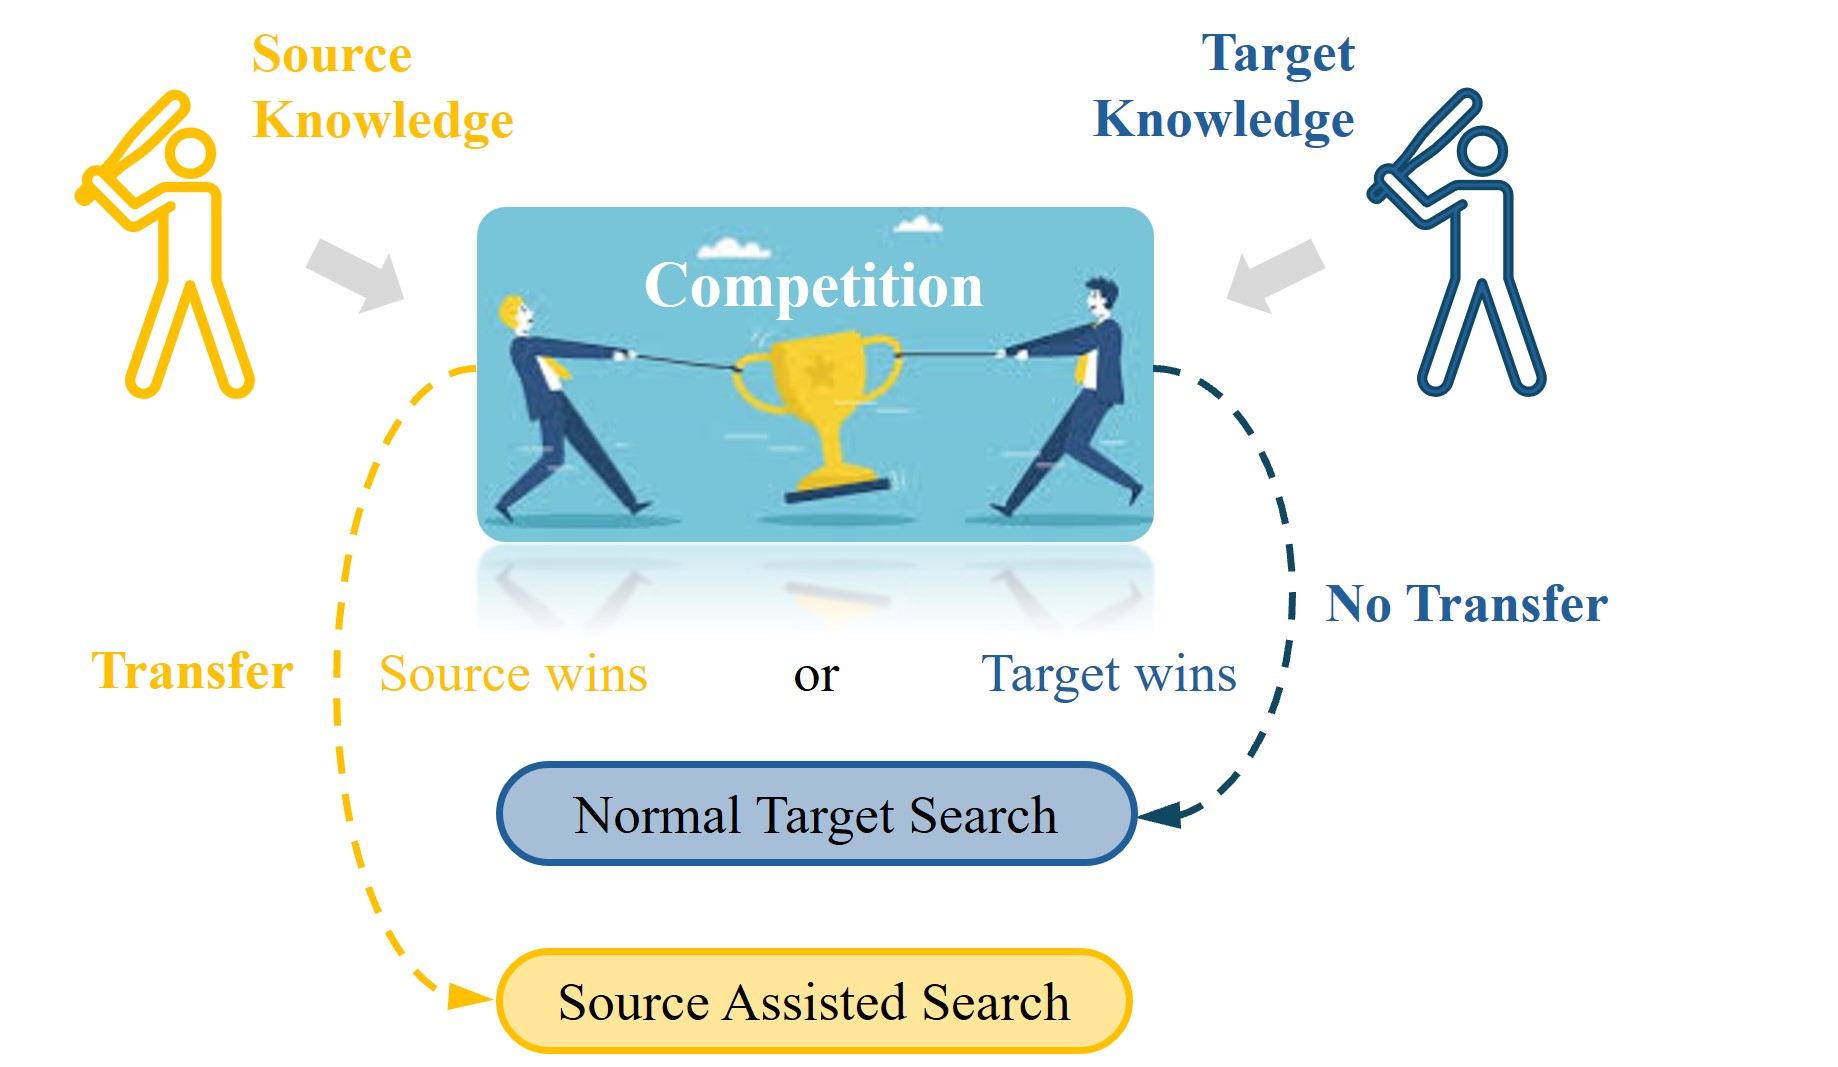 Source
Knowledge
Target
Knowledge
Competition
No Transfer
Transfer
Source wins
or
Target wins
Normal Target Search
Source Assisted Search